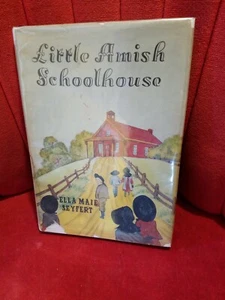 Little Amish
Schoolhouse
ELLA MAIE
SEYFERT